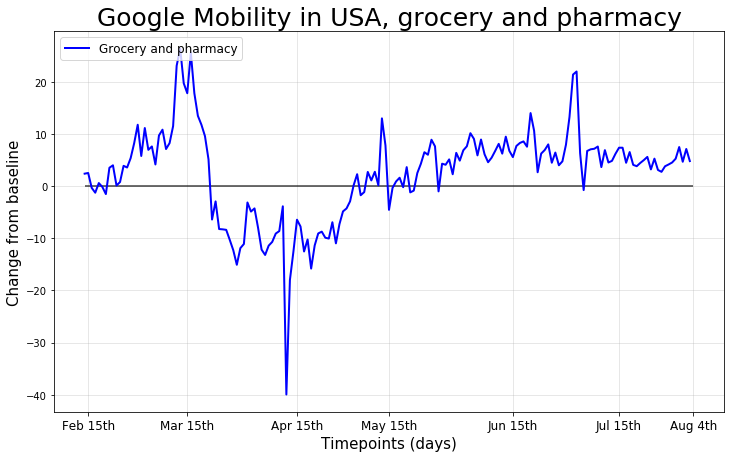 Google Mobility in USA, grocery and pharmacy
Grocery and pharmacy
Change from baseline
20
10
0
−10
−20
−30
−40
Feb 15th
Mar 15th
Apr 15th
May 15th
Jun 15th
Jul 15th
Aug 4th
Timepoints (days)